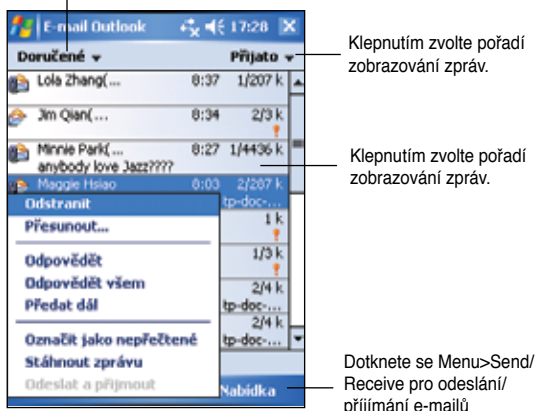 E-mail Outlook 17:28
Doručené Přijato
Klepnutím zvolte pořadí
zobrazování zpráv.
Lola Zhang(... 8:37 1/207 k
Jim Qian(... 8:34 2/3 k
Minnie Park(... 8:27 1/4436 k
anybody love Jazz????
Klepnutím zvolte pořadí
zobrazování zpráv.
Maggie Hsiao 8:03 2/287 k
tp-doc-...
Odstranit
Přesunout...
1 k
Odpovědět
1/3 k
Odpovědět všem
2/4 k
Předat dál
tp-doc-...
2/4 k
Označit jako nepřečtené
tp-doc-...
Stáhnout zprávu
Odeslat a přijmout
Nabídka
Dotknete se Menu>Send/
Receive pro odeslání/
příjímání e-mailů